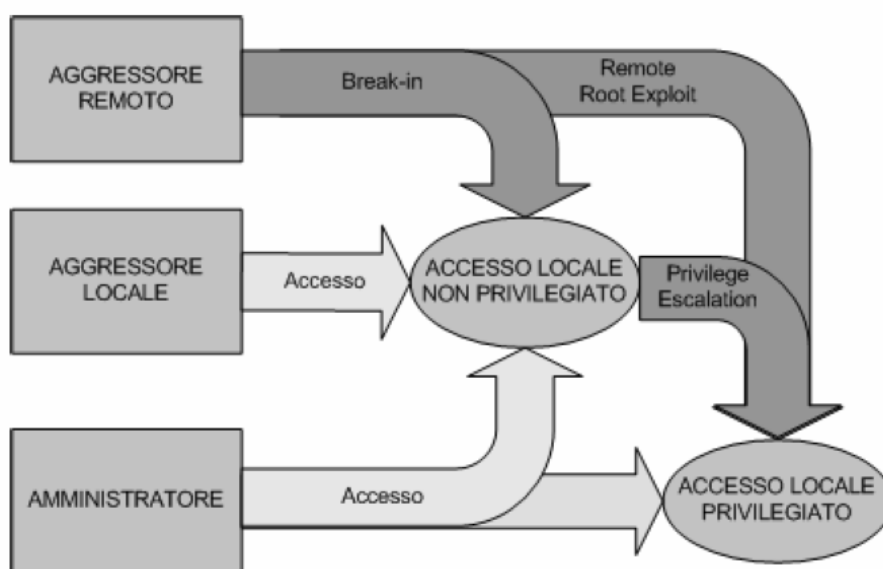 AGGRESSORE
REMOTO
Break-in
Remote
Root Exploit
AGGRESSORE
LOCALE
Accesso
ACCESSO LOCALE
NON PRIVILEGIATO
Privilege
Escalation
AMMINISTRATORE
Accesso
ACCESSO LOCALE
PRIVILEGIATO